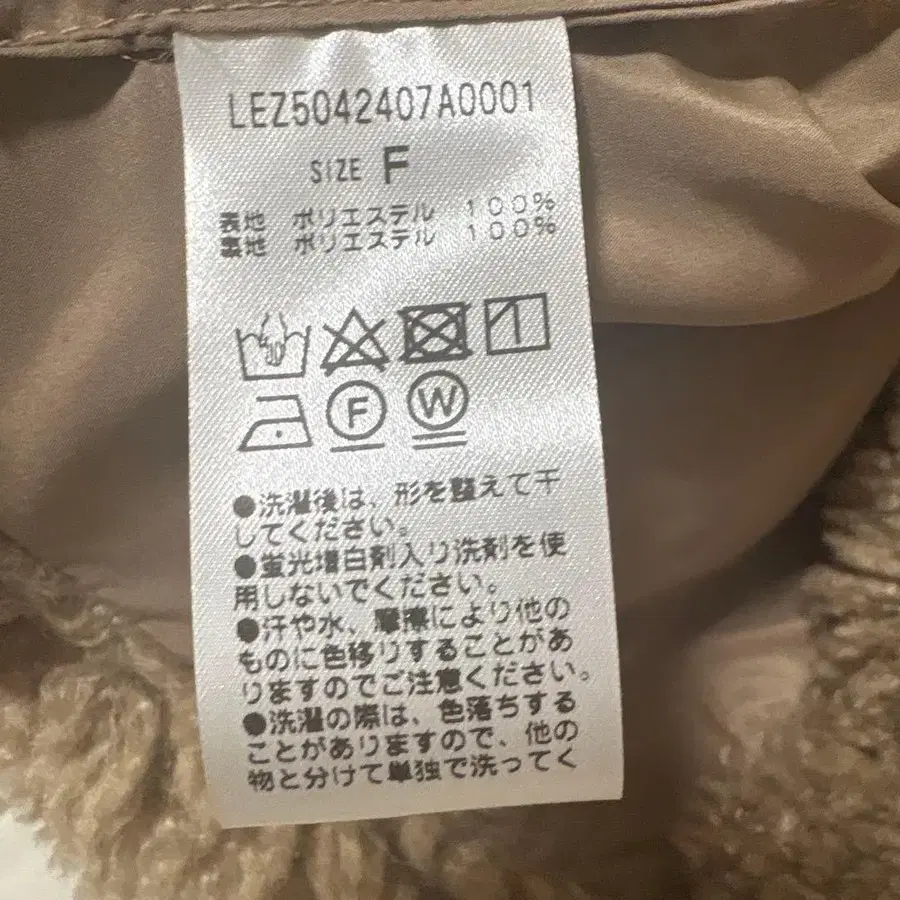 LEZ5042407A0001
SIZE F
表地 ポリエステル 100%
裏地 ポリエステル 100%
F W
●洗濯後は、形を整えて干
してください。
●蛍光増白剤入り洗剤を使
用しないでください。
●汗や水、摩擦により他の
ものに色移りすることがあ
りますのでご注意ください。
●洗濯の際は、色落ちする
ことがありますので、他の
物と分けて単独で洗ってく